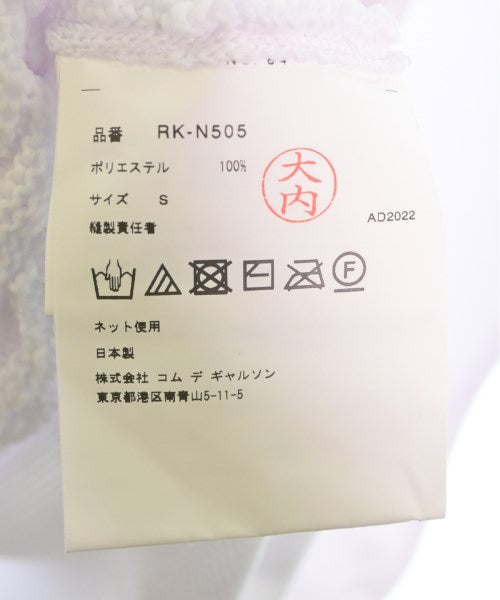 品番 RK-N505
ポリエステル 100%
大内
サイズ S
AD2022
縫製責任者
F
ネット使用
日本製
株式会社 コム デ ギャルソン
東京都港区南青山5-11-5